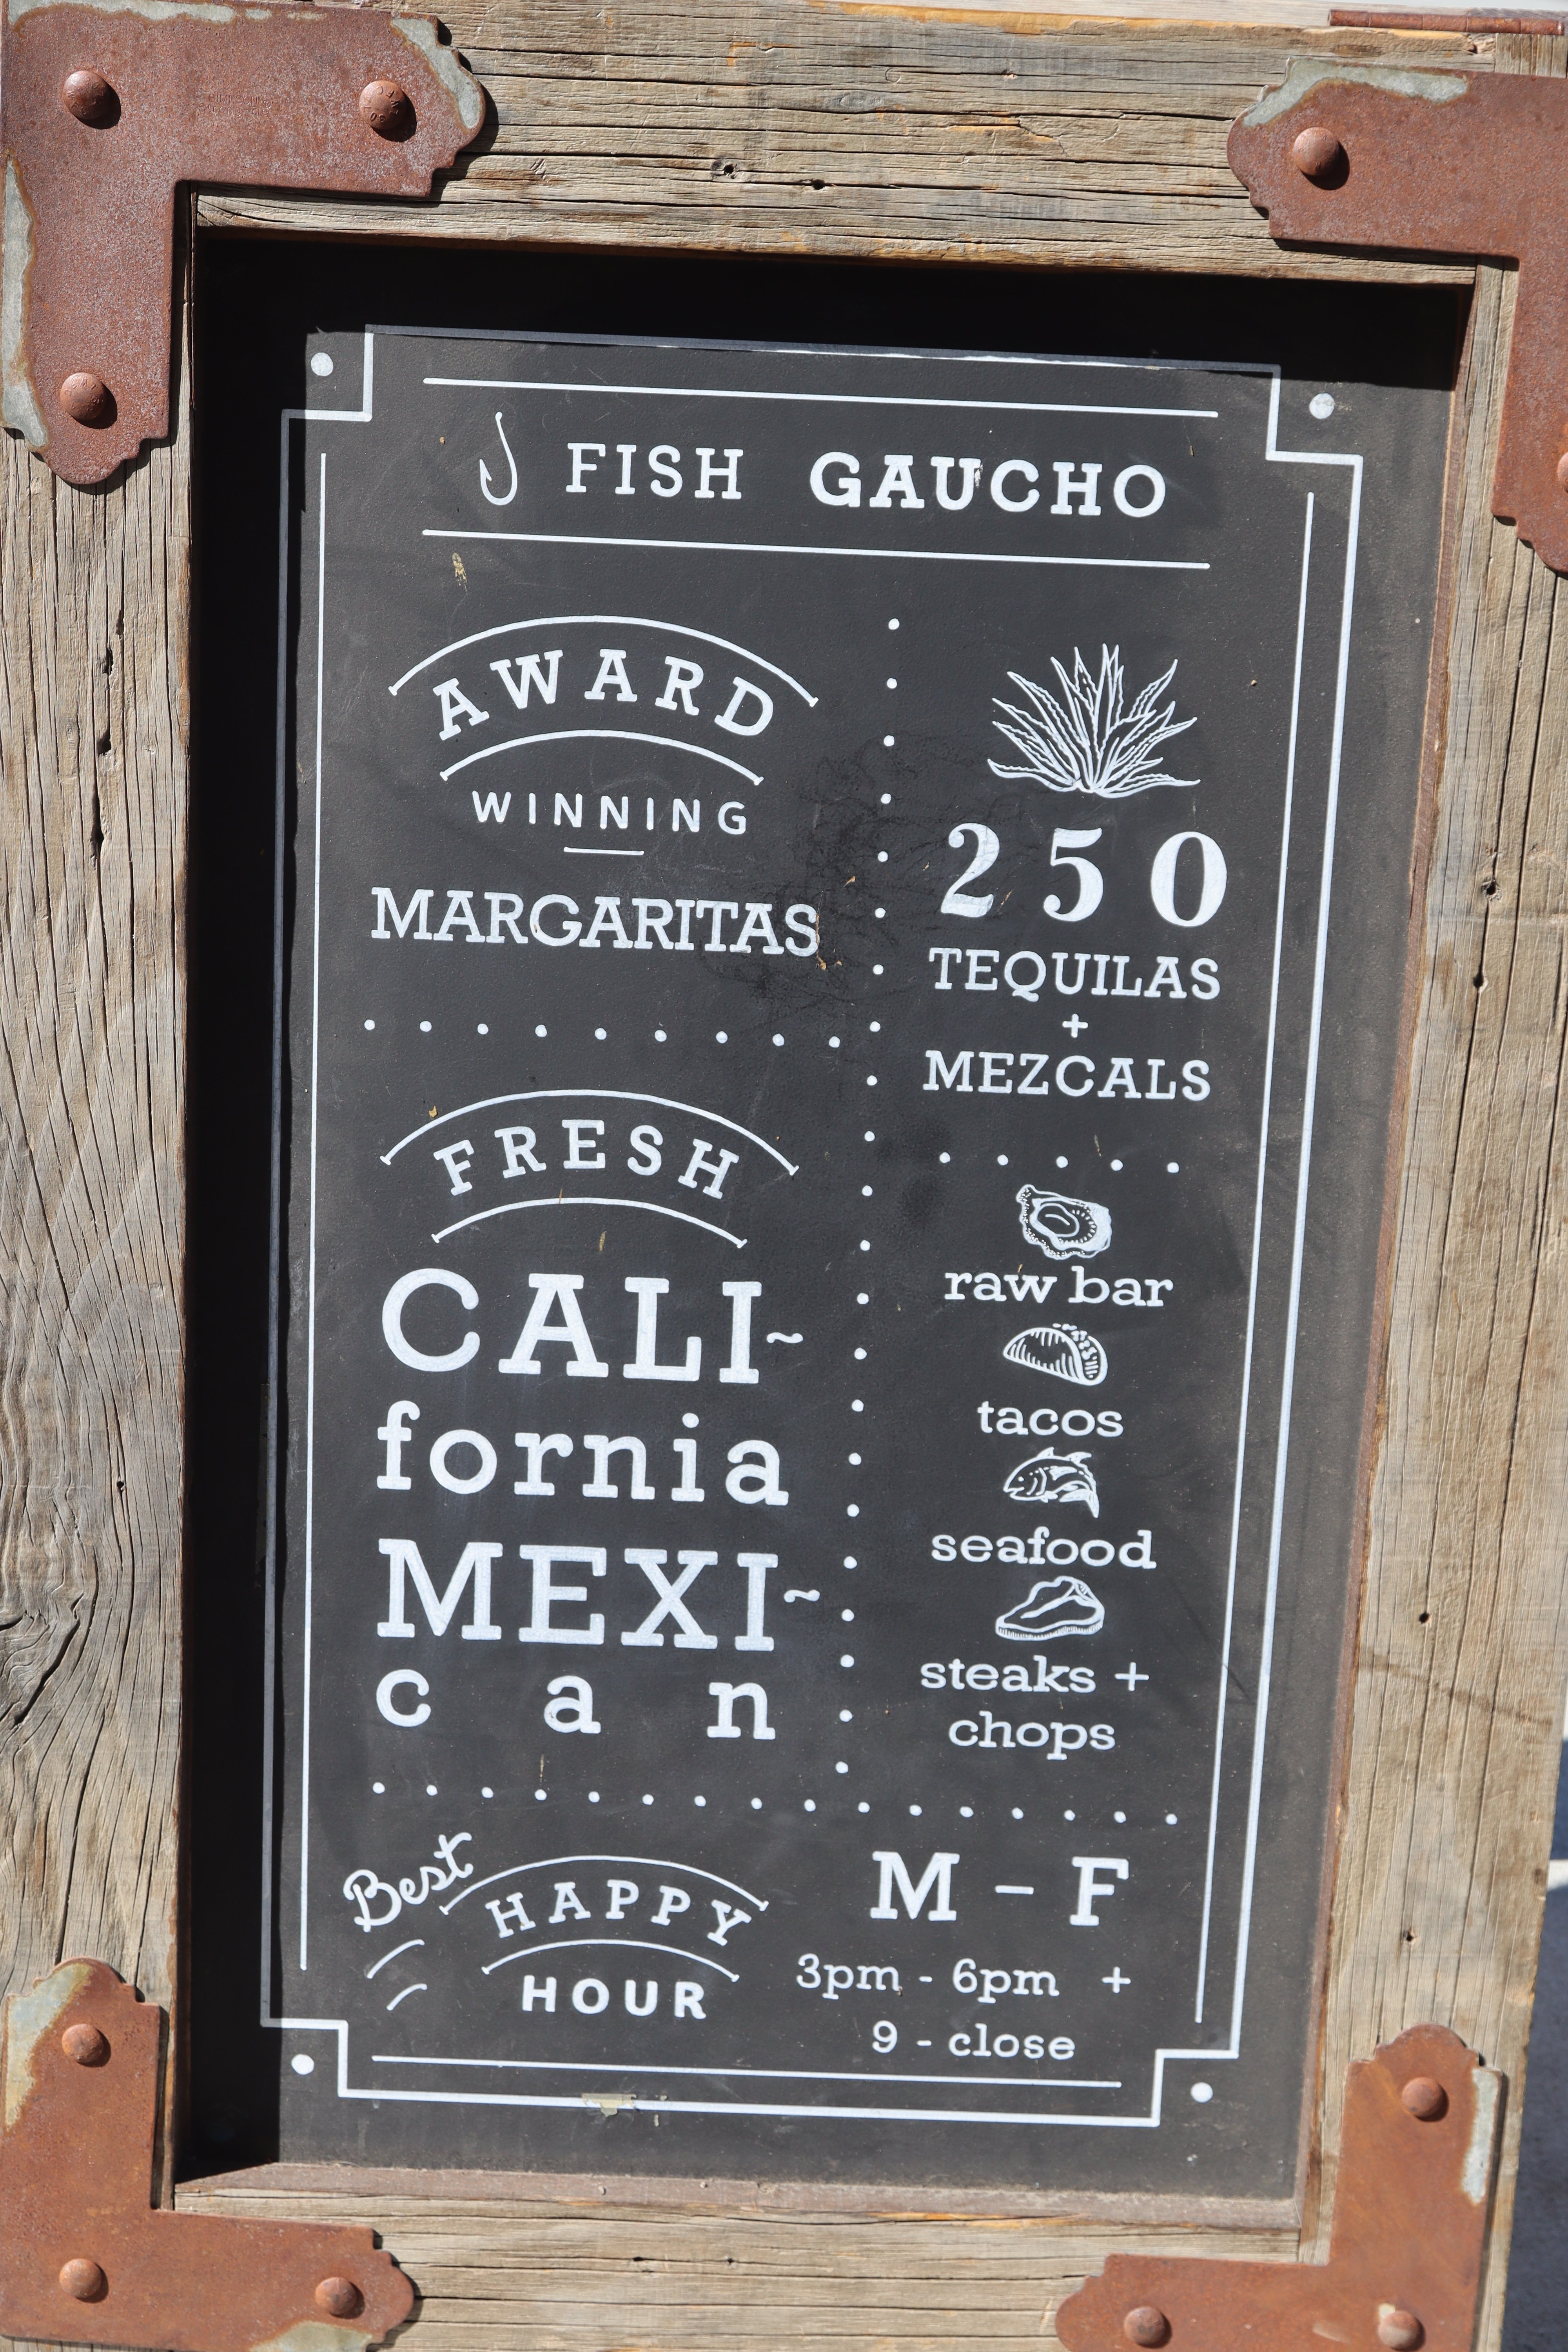 FISH GAUCHO
AWARD
WINNING
MARGARITAS
FRESH
CALI~
fornia
MEXI~
can
250
TEQUILAS
+
MEZCALS
raw bar
tacos
seafood
steaks +
chops
Best
HAPPY
HOUR
M - F
3pm - 6pm +
9 - close